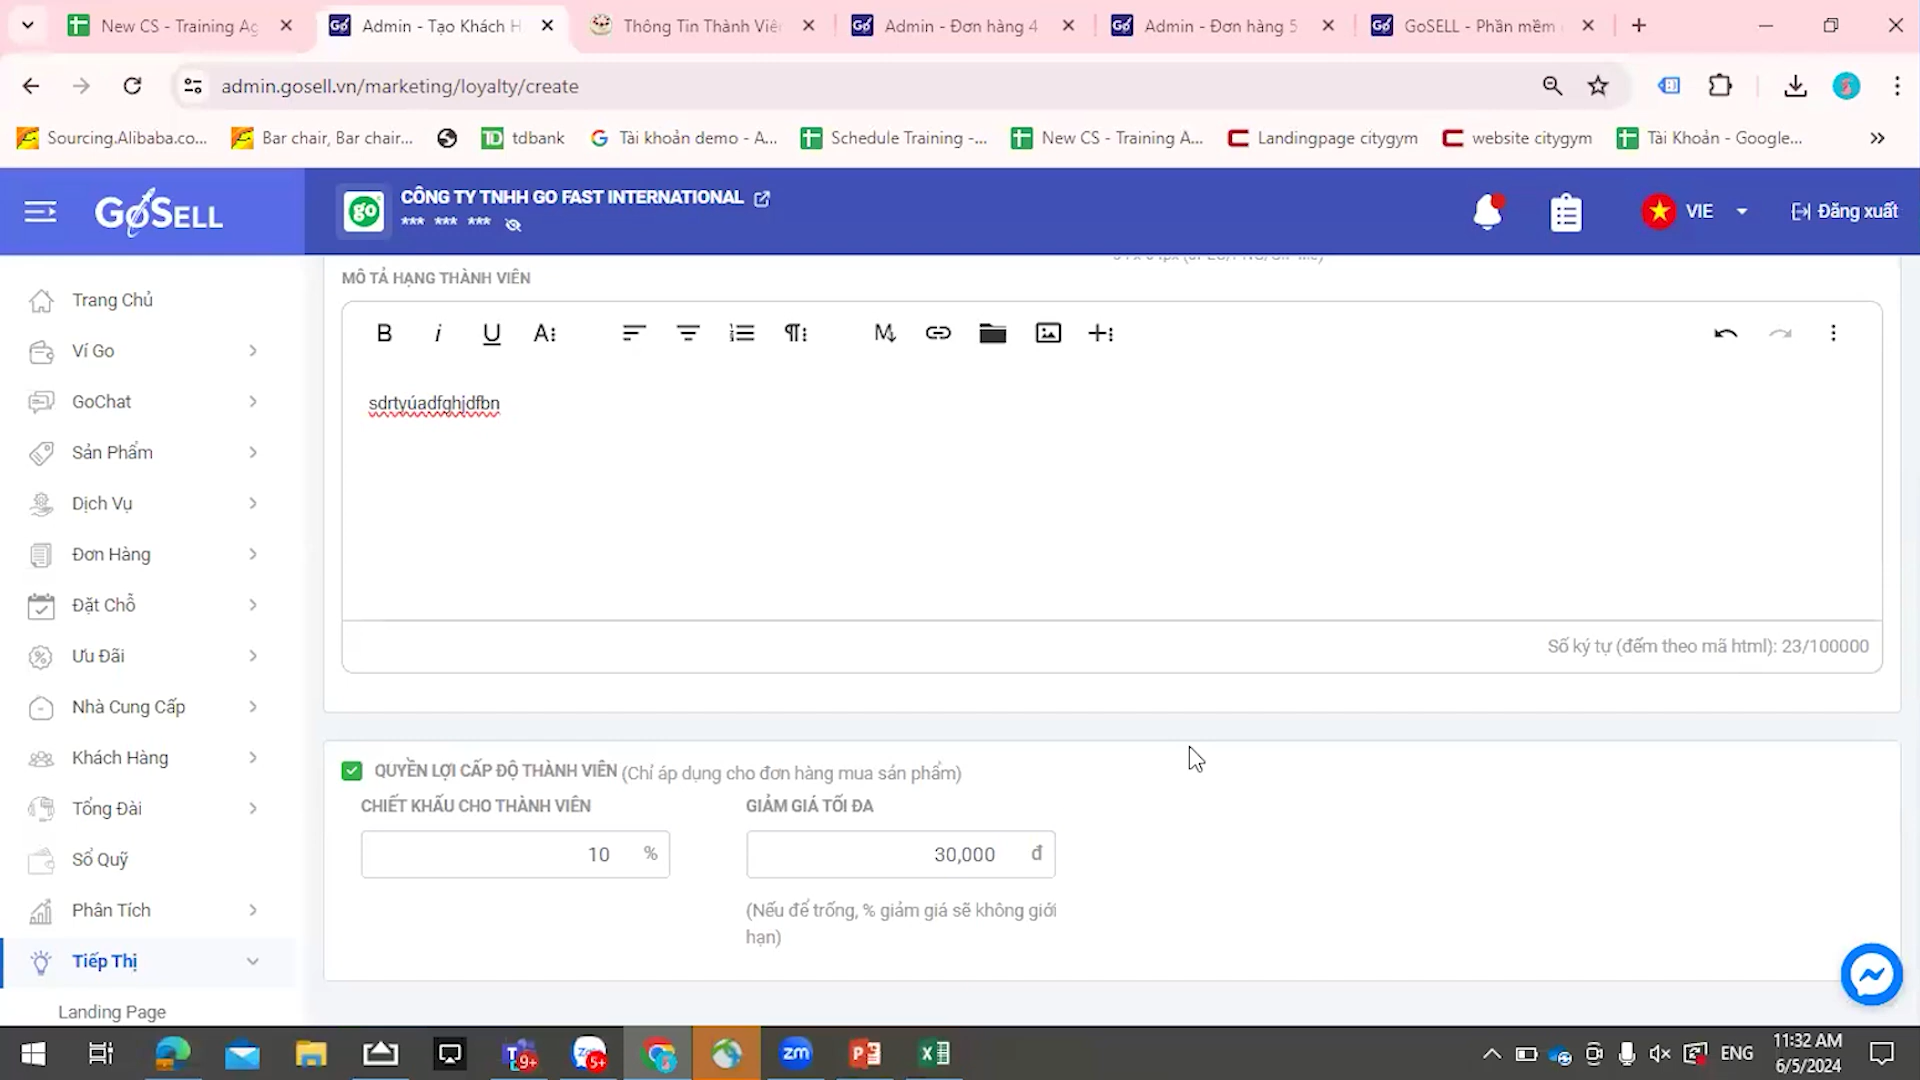 New CS - Training Ag
Admin - Tạo Khách H
Thông Tin Thành Viê
Admin - Đơn hàng 4
Admin - Đơn hàng 5
GoSELL - Phần mềm
admin.gosell.vn/marketing/loyalty/create
Sourcing.Alibaba.co...
Bar chair, Bar chair...
tdbank
Tài khoản demo - A...
Schedule Training -...
New CS - Training A...
Landingpage citygym
website citygym
Tài Khoản - Google...
GOSELL
go
CÔNG TY TNHH GO FAST INTERNATIONAL
*** *** ***
VIE
Đăng xuất
Trang Chủ
Ví Go
GoChat
Sản Phẩm
Dịch Vụ
Đơn Hàng
Đặt Chỗ
Ưu Đãi
Nhà Cung Cấp
Khách Hàng
Tổng Đài
Sổ Quỹ
Phân Tích
Tiếp Thị
Landing Page
MÔ TẢ HẠNG THÀNH VIÊN
sdrtyúadfghjdfbn
Số ký tự (đếm theo mã html): 23/100000
QUYỀN LỢI CẤP ĐỘ THÀNH VIÊN (Chỉ áp dụng cho đơn hàng mua sản phẩm)
CHIẾT KHẤU CHO THÀNH VIÊN
GIẢM GIÁ TỐI ĐA
10 %
30,000 đ
(Nếu để trống, % giảm giá sẽ không giới
hạn)
9+
5+
zm
ENG
11:32 AM
6/5/2024